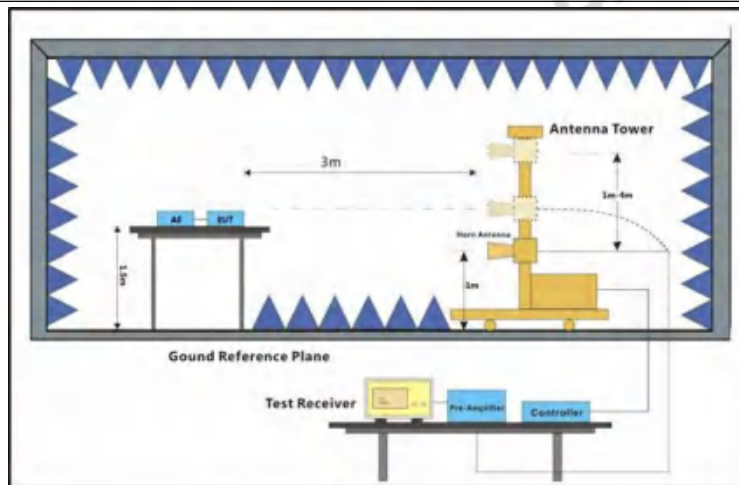 Antenna Tower
3m
1m-4m
AE EUT
Horn Antenna
1.5m
1m
Gound Reference Plane
Test Receiver
Pre-Amplifier
Controller